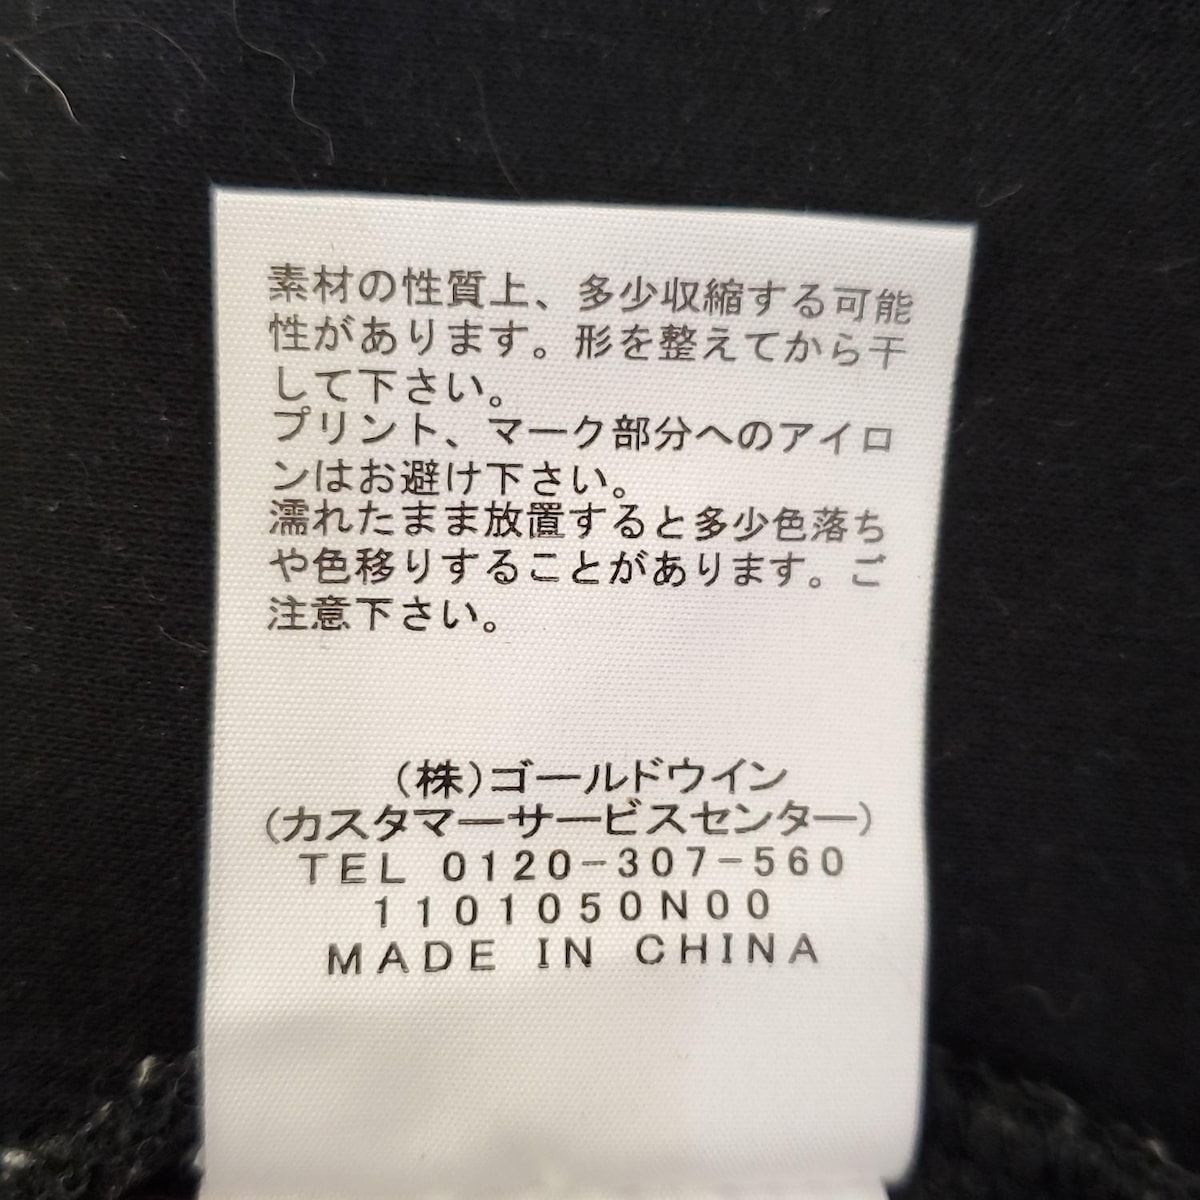 素材の性質上、多少収縮する可能
性があります。形を整えてから干
して下さい。
プリント、マーク部分へのアイロ
ンはお避け下さい。
濡れたまま放置すると多少色落ち
や色移りすることがあります。ご
注意下さい。
(株)ゴールドウイン
(カスタマーサービスセンター)
TEL 0120-307-560
1101050N00
MADE IN CHINA